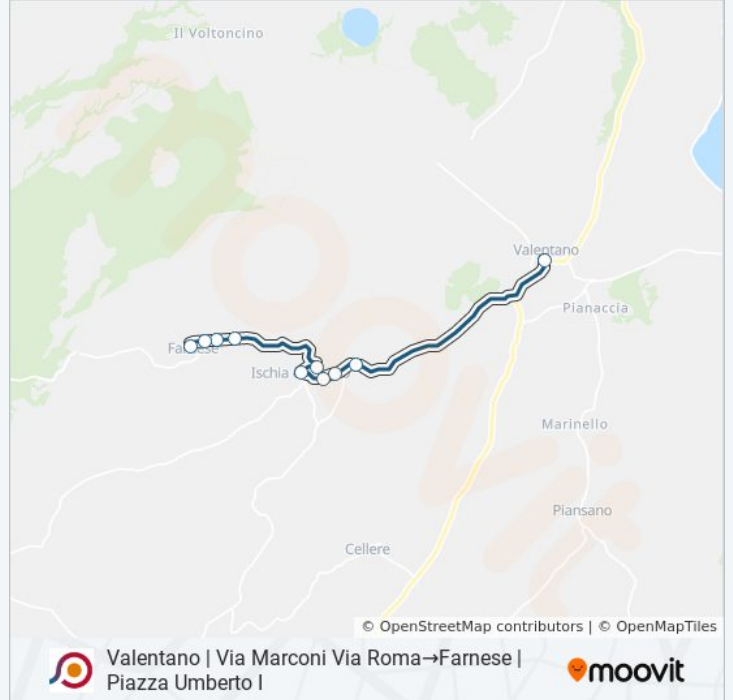 Il Voltoncino
Valentano
Pianaccia
Farnese
Ischia
Marinello
Piansano
Cellere
© OpenStreetMap contributors | © OpenMapTiles
Valentano | Via Marconi Via Roma→Farnese |
Piazza Umberto I
moovit